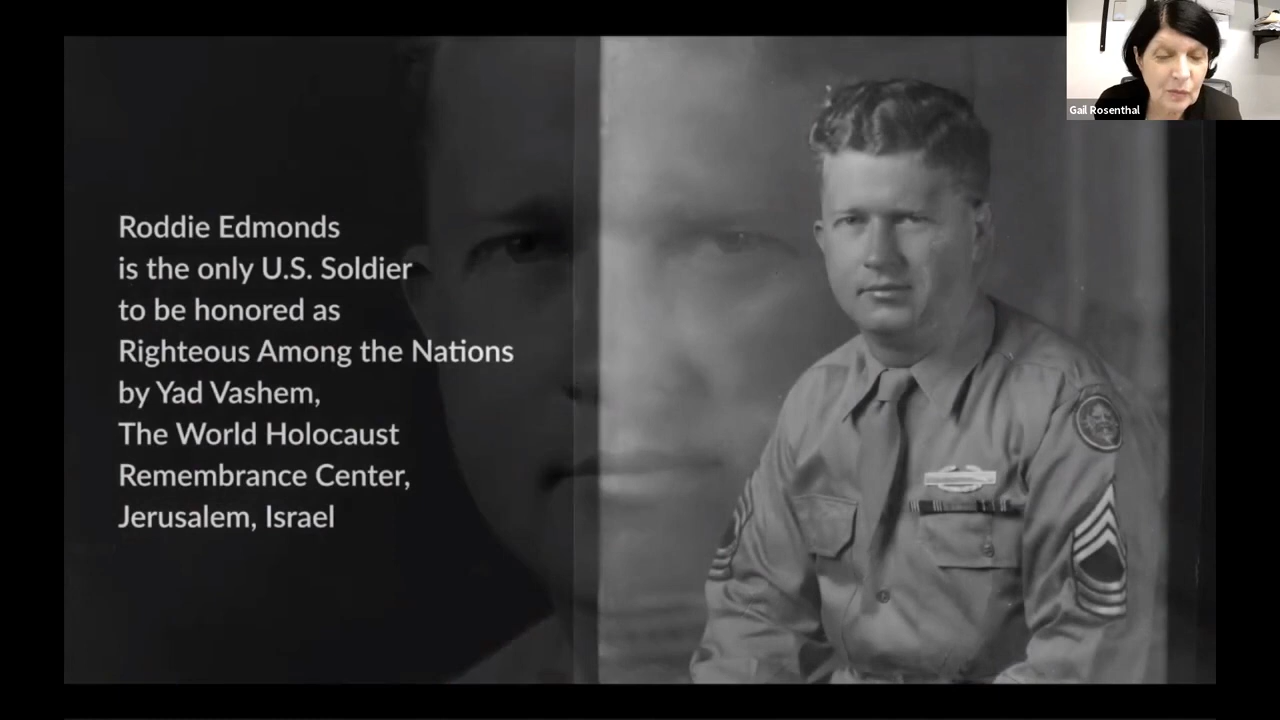 Gail Rosenthal
Roddie Edmonds
is the only U.S. Soldier
to be honored as
Righteous Among the Nations
by Yad Vashem,
The World Holocaust
Remembrance Center,
Jerusalem, Israel